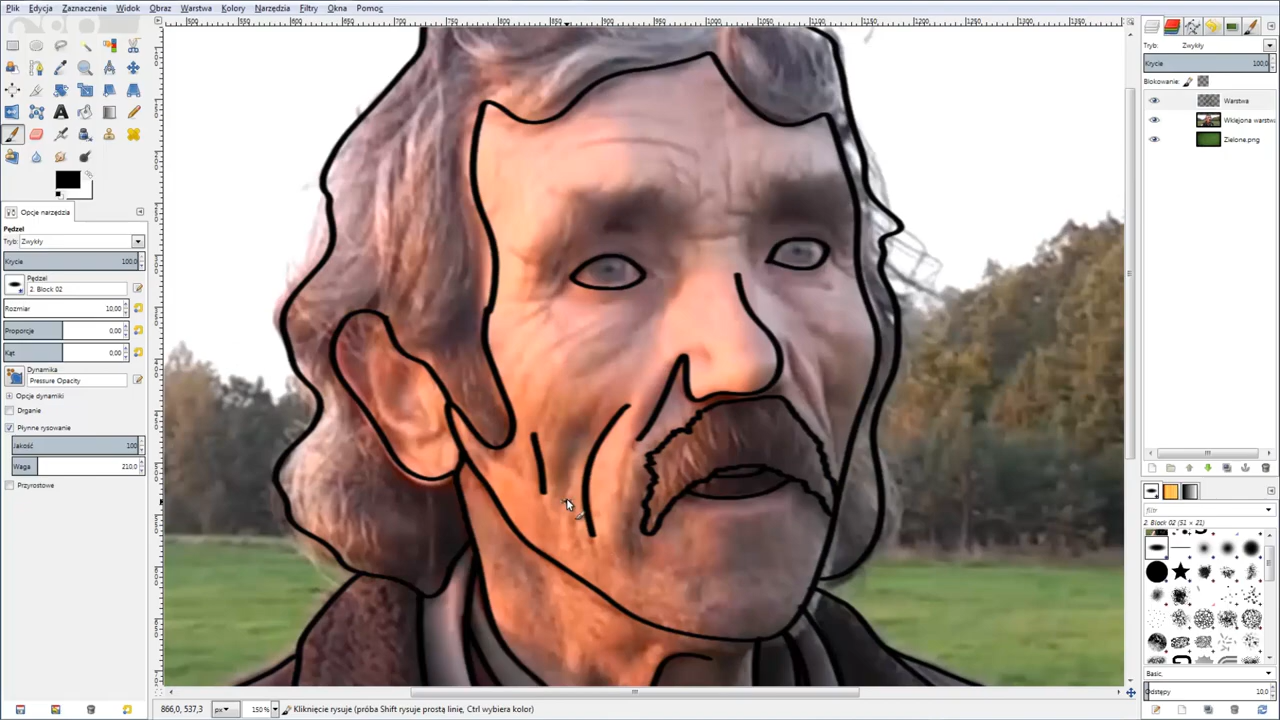 Plik Edycja Zaznaczenie Widok Obraz Warstwa Kolory Narzędzia Filtry Okna Pomoc
Opcje narzędzia
Pędzel
Tryb: Zwykły
Krycie 100,0
Pędzel
2. Block 02
Rozmiar 10,00
Proporcje 0,00
Kąt 0,00
Dynamika
Pressure Opacity
Opcje dynamiki
Drganie
Płynne rysowanie
Jakość 100
Waga 210,0
Przyrostowe
Tryb: Zwykły
Krycie 100,0
Blokowanie:
Warstwa
Wklejona warstw
Zielone.png
filtr
2. Block 02 (51 × 21)
Basic,
Odstępy 10,0
866,0, 537,3 px 150 % Kliknięcie rysuje (próba Shift rysuje prostą linię, Ctrl wybiera kolor)